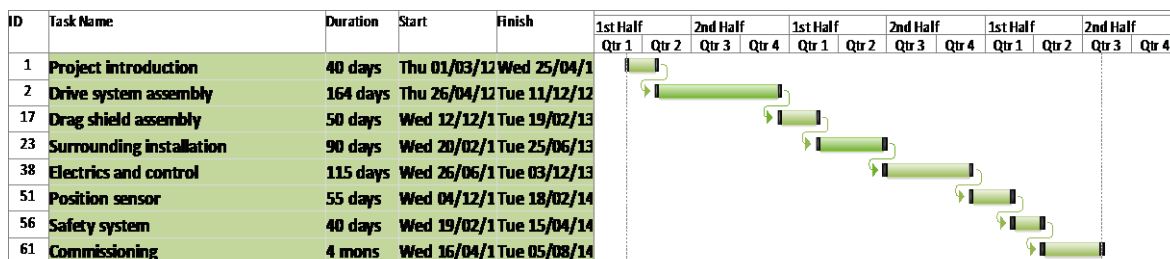 ID Task Name Duration Start Finish 1st Half 2nd Half 1st Half 2nd Half 1st Half 2nd Half
Qtr 1 Qtr 2 Qtr 3 Qtr 4 Qtr 1 Qtr 2 Qtr 3 Qtr 4 Qtr 1 Qtr 2 Qtr 3 Qtr 4
1 Project introduction 40 days Thu 01/03/12 Wed 25/04/1
2 Drive system assembly 164 days Thu 26/04/12 Tue 11/12/12
17 Drag shield assembly 50 days Wed 12/12/1 Tue 19/02/13
23 Surrounding installation 90 days Wed 20/02/1 Tue 25/06/13
38 Electrics and control 115 days Wed 26/06/1 Tue 03/12/13
51 Position sensor 55 days Wed 04/12/1 Tue 18/02/14
56 Safety system 40 days Wed 19/02/1 Tue 15/04/14
61 Commissioning 4 mons Wed 16/04/1 Tue 05/08/14